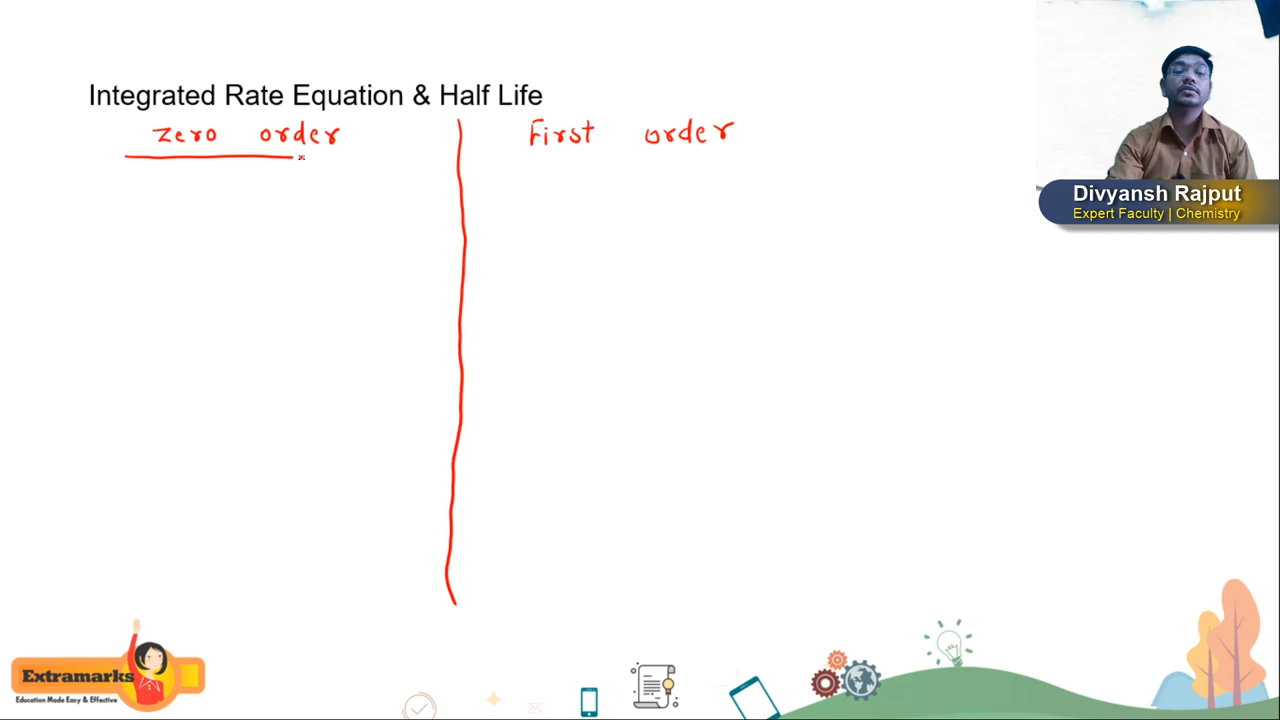 Integrated Rate Equation & Half Life
Zero order
First order
Divyansh Rajput
Expert Faculty | Chemistry
Extramarks
Education Made Easy & Effective